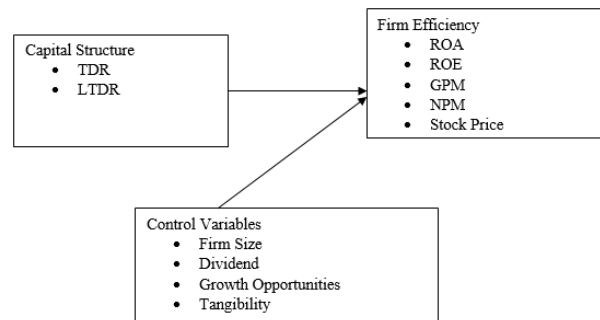 Capital Structure
• TDR
• LTDR
Firm Efficiency
• ROA
• ROE
• GPM
• NPM
• Stock Price
Control Variables
• Firm Size
• Dividend
• Growth Opportunities
• Tangibility